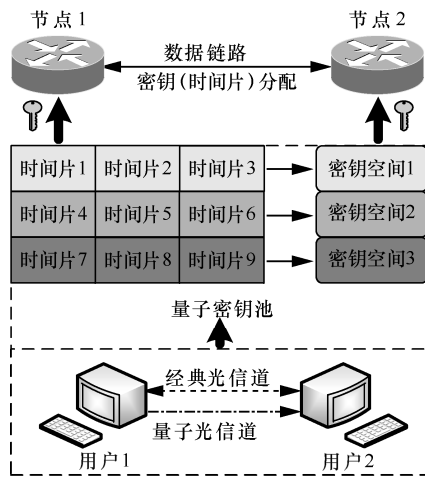 节点1 节点2
数据链路
密钥(时间片)分配
时间片1 时间片2 时间片3 密钥空间1
时间片4 时间片5 时间片6 密钥空间2
时间片7 时间片8 时间片9 密钥空间3
量子密钥池
经典光信道
量子光信道
用户1 用户2